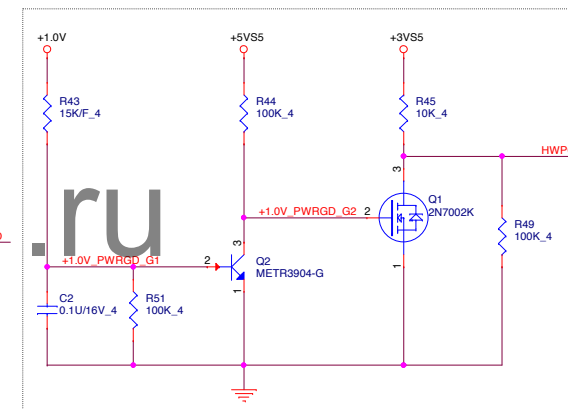 +1.0V
+5VS5
+3VS5
R43
15K/F_4
R44
100K_4
R45
10K_4
HWP
3
Q1
2N7002K
+1.0V_PWRGD_G2
2
1
R49
100K_4
.ru
+1.0V_PWRGD_G1
2
3
Q2
METR3904-G
1
C2
0.1U/16V_4
R51
100K_4